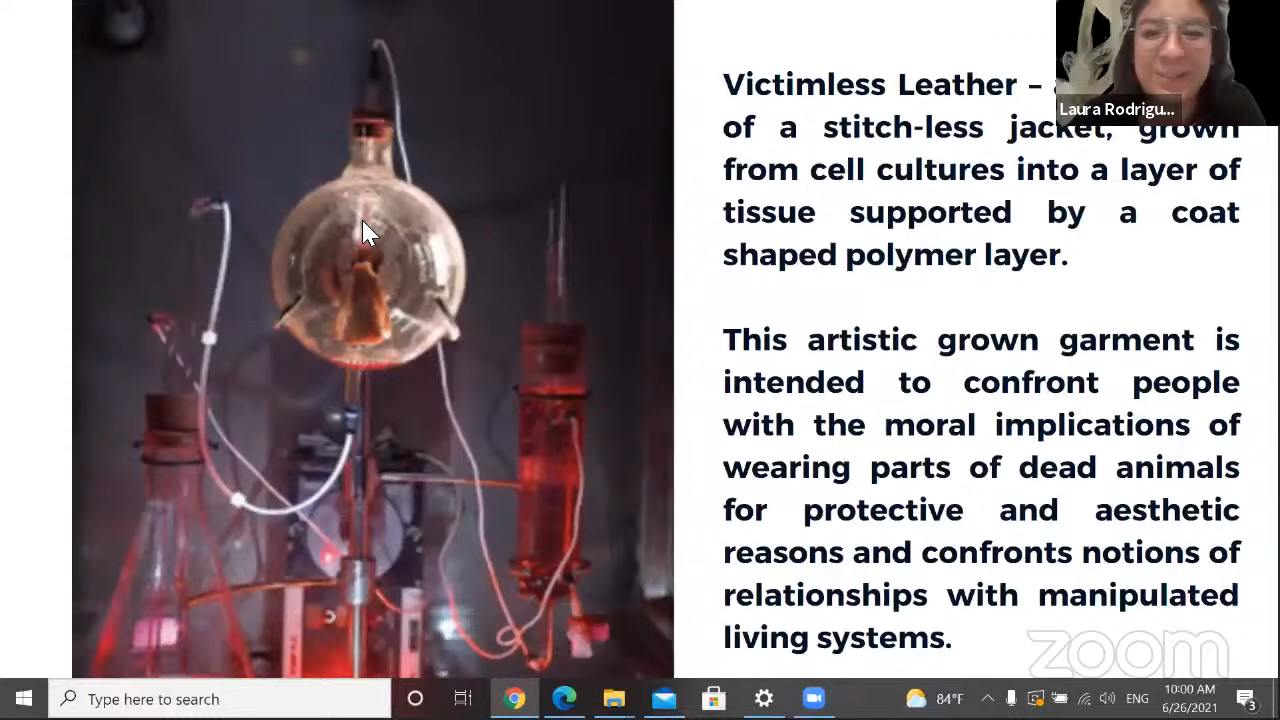 Victimless Leather –
of a stitch-less jacket, grown
from cell cultures into a layer of
tissue supported by a coat
shaped polymer layer.
This artistic grown garment is
intended to confront people
with the moral implications of
wearing parts of dead animals
for protective and aesthetic
reasons and confronts notions of
relationships with manipulated
living systems.
Laura Rodrigu...
zoom
Type here to search
84°F
ENG
10:00 AM
6/26/2021
3